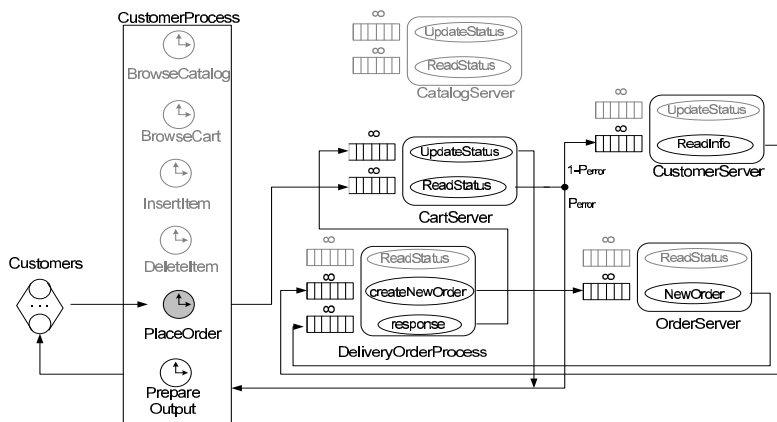 CustomerProcess
BrowseCatalog
BrowseCart
InsertItem
DeleteItem
PlaceOrder
Prepare
Output
Customers
...
∞
UpdateStatus
∞
ReadStatus
CatalogServer
∞
UpdateStatus
∞
ReadStatus
CartServer
1-Perror
Perror
∞
UpdateStatus
∞
ReadInfo
CustomerServer
∞
ReadStatus
∞
createNewOrder
∞
response
DeliveryOrderProcess
∞
ReadStatus
∞
NewOrder
OrderServer